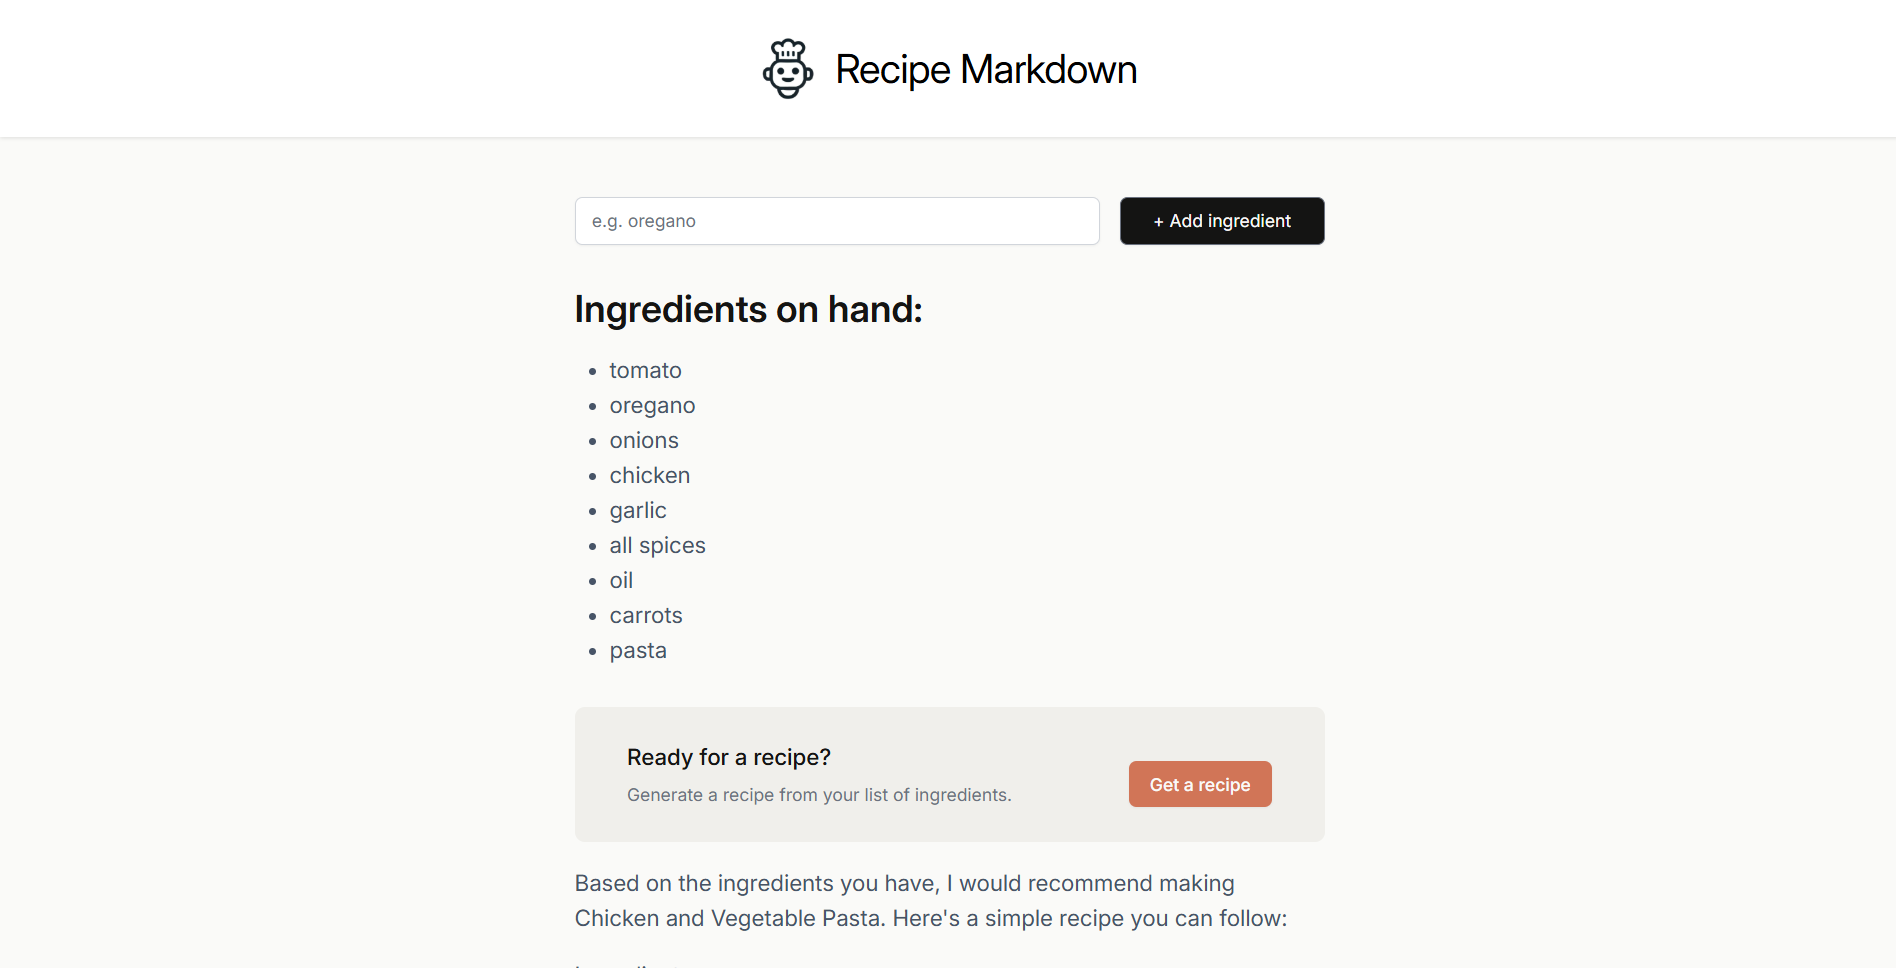 Recipe Markdown
e.g. oregano
+ Add ingredient
Ingredients on hand:
tomato
oregano
onions
chicken
garlic
all spices
oil
carrots
pasta
Ready for a recipe?
Generate a recipe from your list of ingredients.
Get a recipe
Based on the ingredients you have, I would recommend making
Chicken and Vegetable Pasta. Here's a simple recipe you can follow: